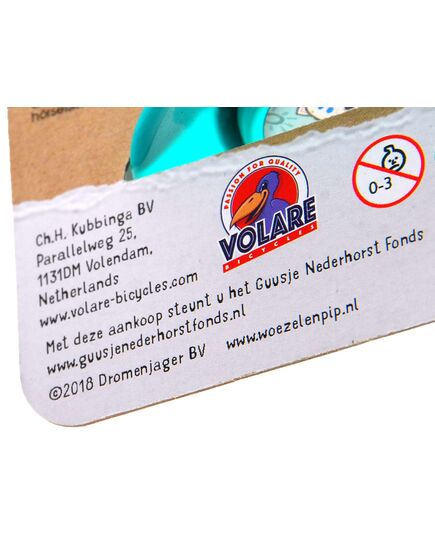 Ch.H. Kubbinga BV
Parallelweg 25,
1131DM Volendam,
Netherlands
www.volare-bicycles.com
PASSION FOR QUALITY
VOLARE
BICYCLES
0-3
Met deze aankoop steunt u het Guusje Nederhorst Fonds
www.guusjenederhorstfonds.nl
www.woezelenpip.nl
©2018 Dromenjager BV